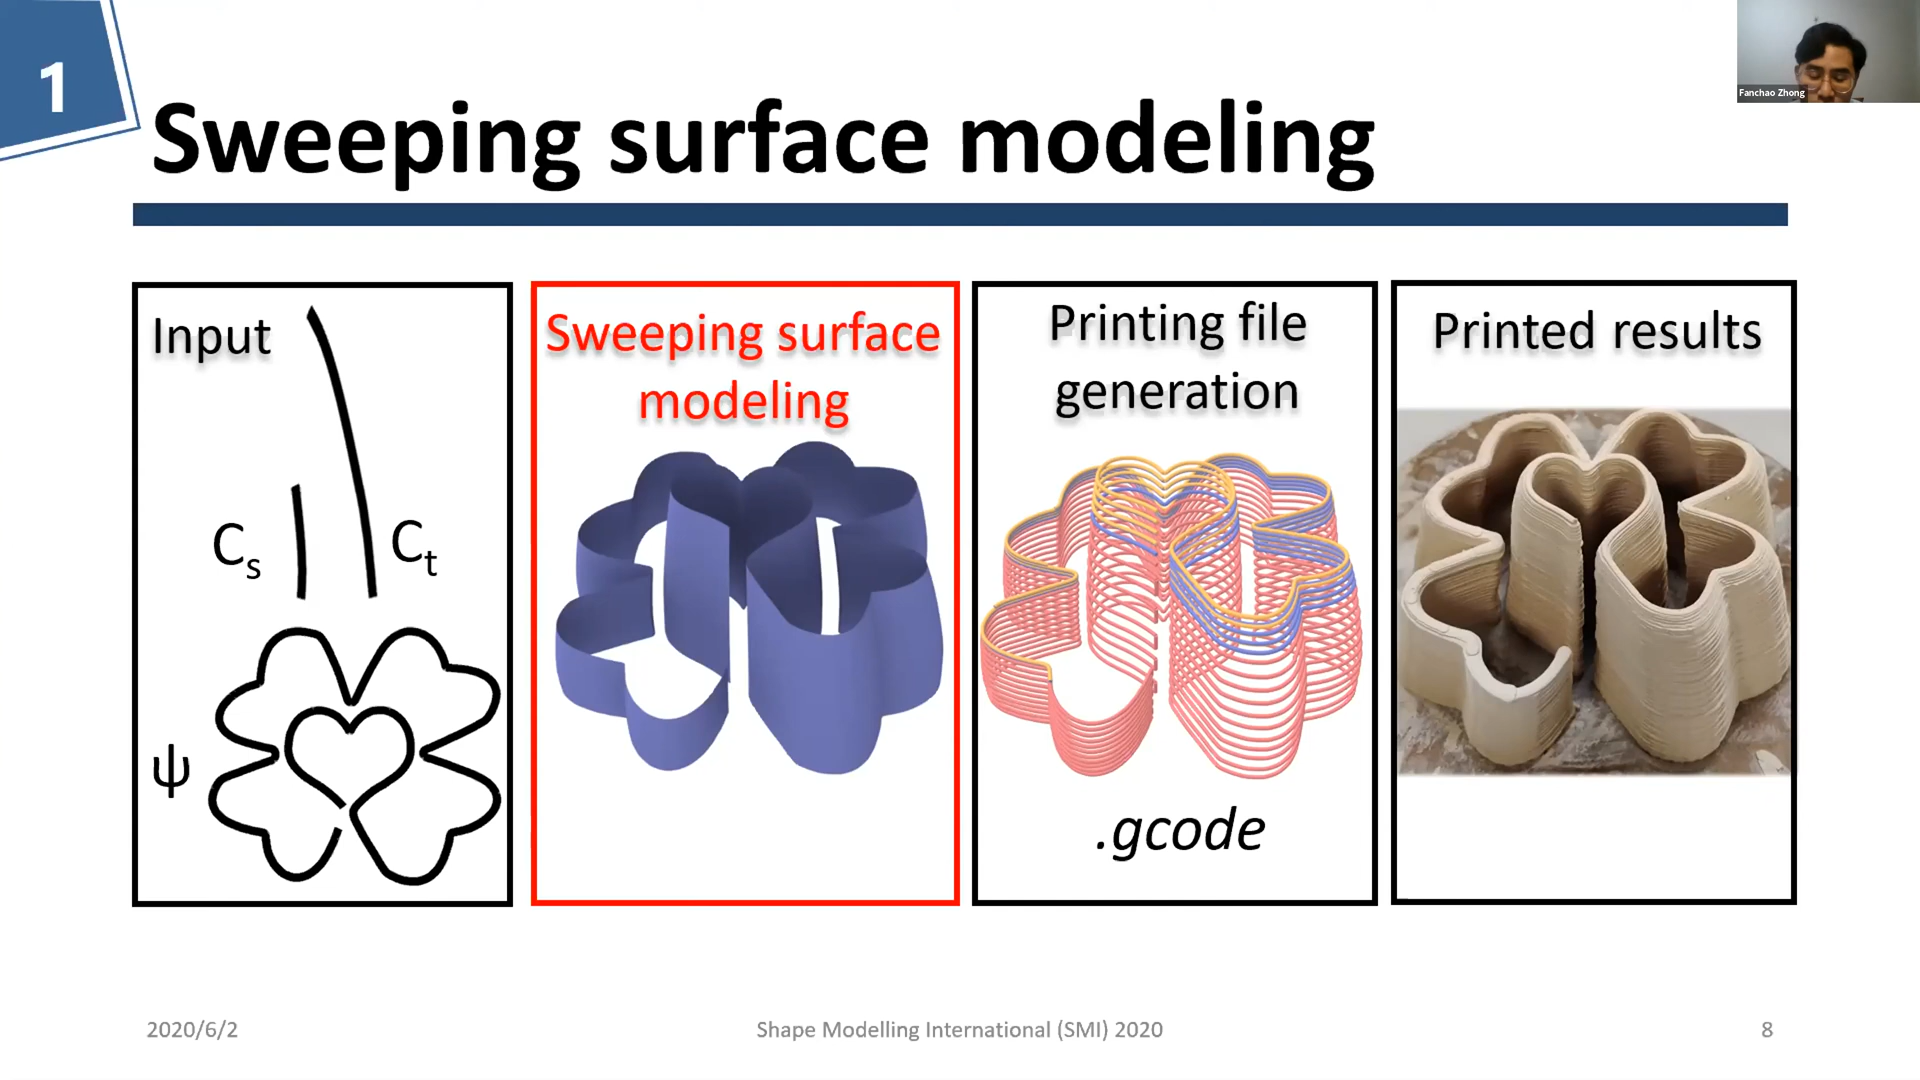 1
Fanchao Zhong
Sweeping surface modeling
Input
Cs
Ct
ψ
Sweeping surface
modeling
Printing file
generation
.gcode
Printed results
2020/6/2
Shape Modelling International (SMI) 2020
8